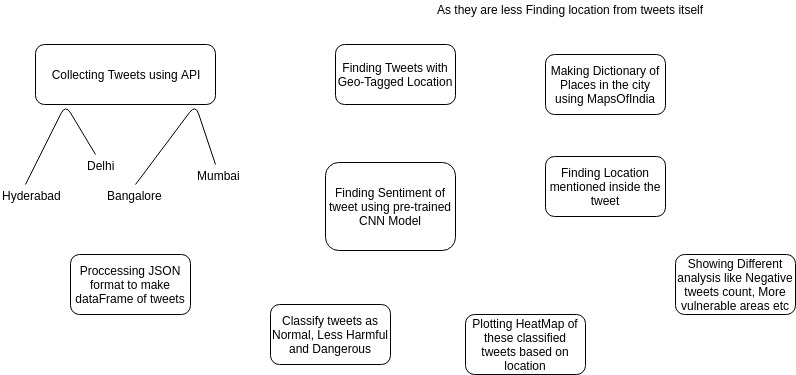 As they are less Finding location from tweets itself
Collecting Tweets using API
Finding Tweets with
Geo-Tagged Location
Making Dictionary of
Places in the city
using MapsOfIndia
Delhi
Mumbai
Hyderabad
Bangalore
Finding Sentiment of
tweet using pre-trained
CNN Model
Finding Location
mentioned inside the
tweet
Proccessing JSON
format to make
dataFrame of tweets
Classify tweets as
Normal, Less Harmful
and Dangerous
Plotting HeatMap of
these classified
tweets based on
location
Showing Different
analysis like Negative
tweets count, More
vulnerable areas etc